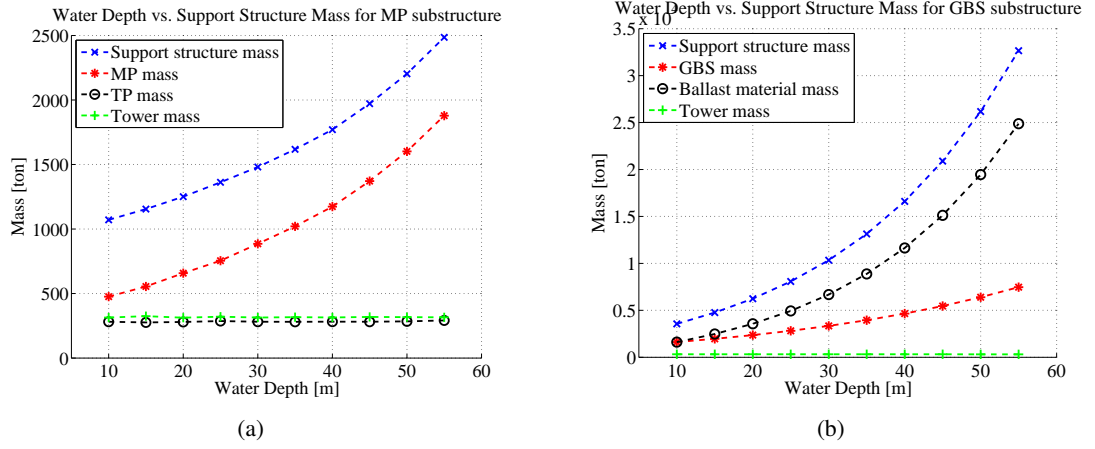 Water Depth vs. Support Structure Mass for MP substructure
2500
2000
1500
1000
500
0
Mass [ton]
Support structure mass
MP mass
TP mass
Tower mass
10
20
30
40
50
60
Water Depth [m]
(a)
Water Depth vs. Support Structure Mass for GBS substructure
x 10
3.5
3
2.5
2
1.5
1
0.5
0
Mass [ton]
Support structure mass
GBS mass
Ballast material mass
Tower mass
10
20
30
40
50
60
Water Depth [m]
(b)